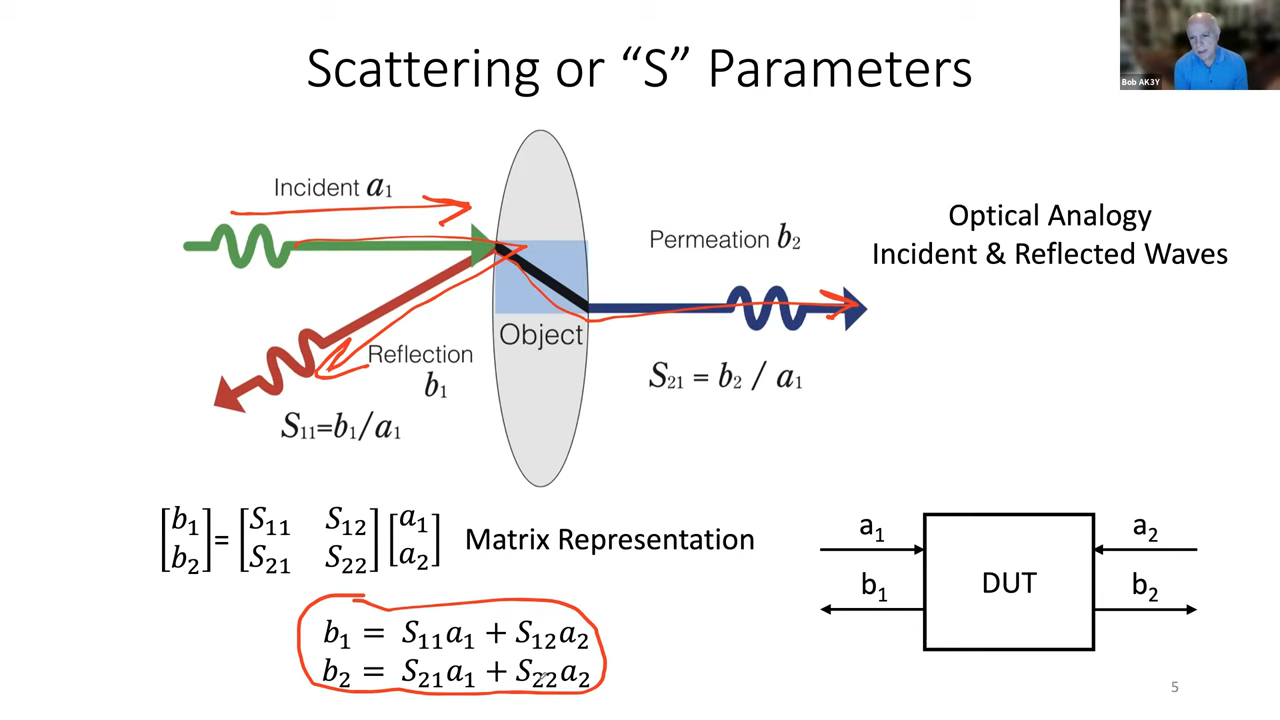 Scattering or “S” Parameters
Bob AK3Y
Incident a₁
Permeation b₂
Optical Analogy
Incident & Reflected Waves
Object
Reflection
b₁
S₂₁ = b₂ / a₁
S₁₁=b₁/a₁
[b₁ b₂] = [S₁₁ S₁₂ S₂₁ S₂₂] [a₁ a₂]
Matrix Representation
b₁ = S₁₁a₁ + S₁₂a₂
b₂ = S₂₁a₁ + S₂₂a₂
a₁
b₁
DUT
a₂
b₂
5